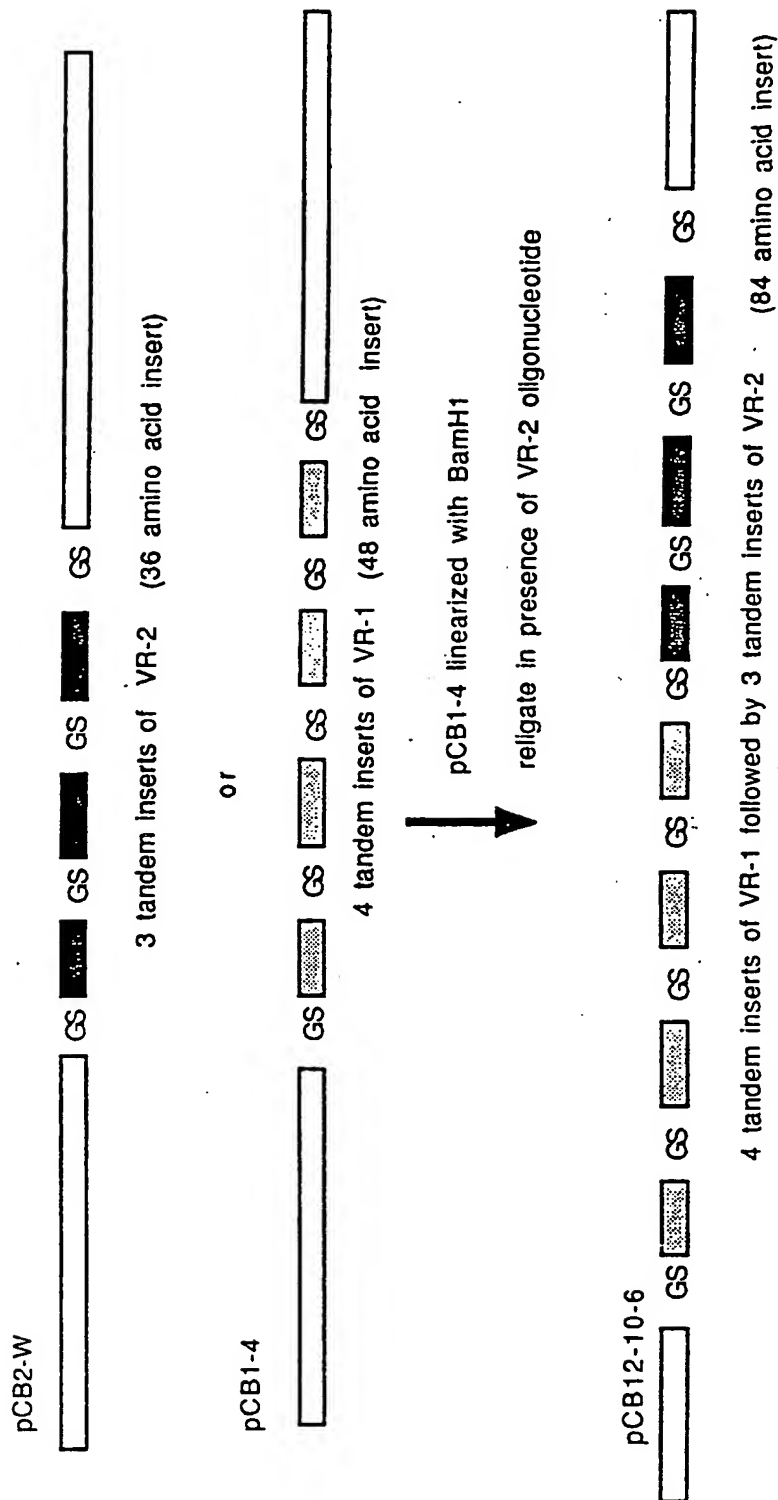 pCB2-W
GS GS GS GS
3 tandem inserts of VR-2 (36 amino acid insert)
or
pCB1-4
GS GS GS GS GS
4 tandem inserts of VR-1 (48 amino acid insert)
pCB1-4 linearized with BamH1
religate in presence of VR-2 oligonucleotide
pCB12-10-6
GS GS GS GS GS GS GS GS
4 tandem inserts of VR-1 followed by 3 tandem inserts of VR-2 (84 amino acid insert)